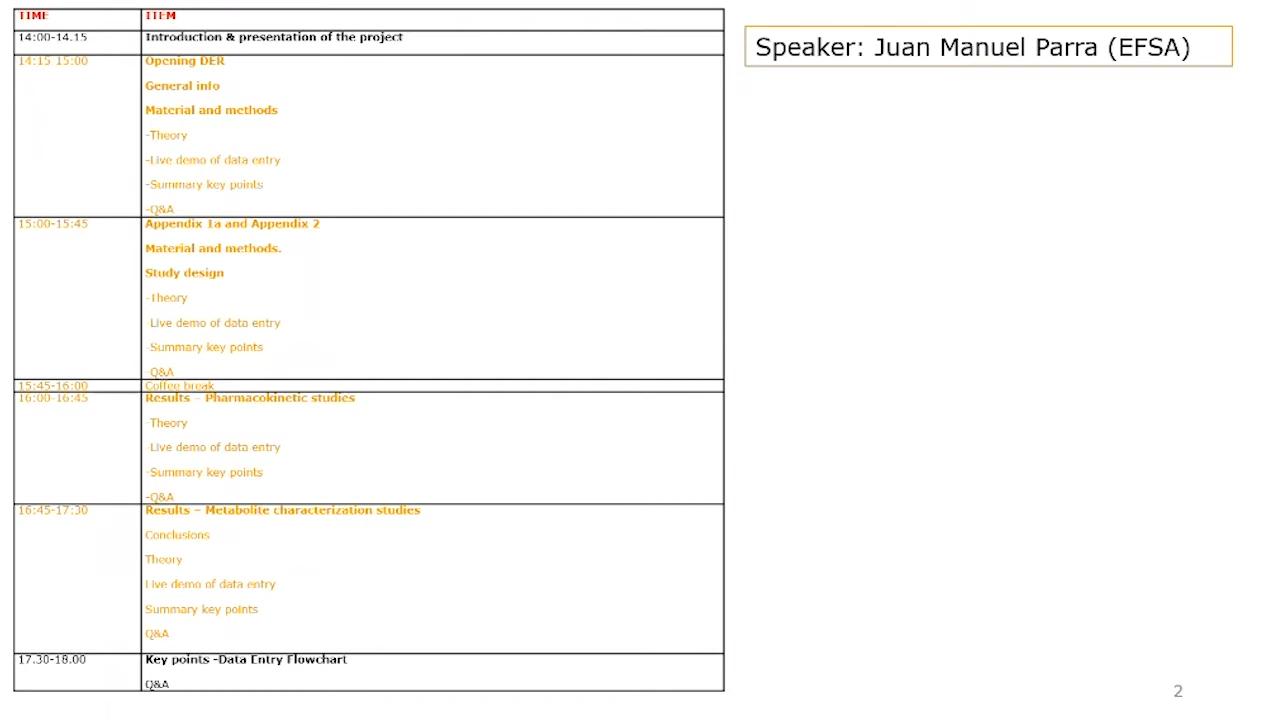 TIME ITEM
14:00-14.15 Introduction & presentation of the project
14:15 15:00 Opening DER
General info
Material and methods
-Theory
-Live demo of data entry
-Summary key points
-Q&A
15:00-15:45 Appendix 1a and Appendix 2
Material and methods.
Study design
-Theory
-Live demo of data entry
-Summary key points
-Q&A
15:45-16:00 Coffee break
16:00-16:45 Results – Pharmacokinetic studies
-Theory
-Live demo of data entry
-Summary key points
-Q&A
16:45-17:30 Results – Metabolite characterization studies
Conclusions
Theory
Live demo of data entry
Summary key points
Q&A
17.30-18.00 Key points -Data Entry Flowchart
Q&A
Speaker: Juan Manuel Parra (EFSA)
2